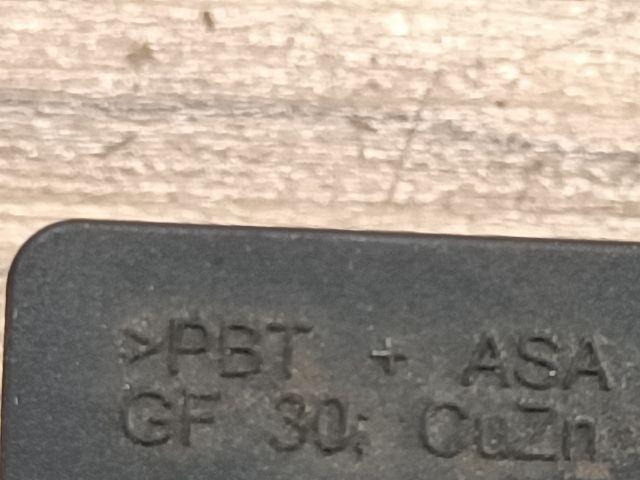 >PBT + ASA
GF 30; CuZn